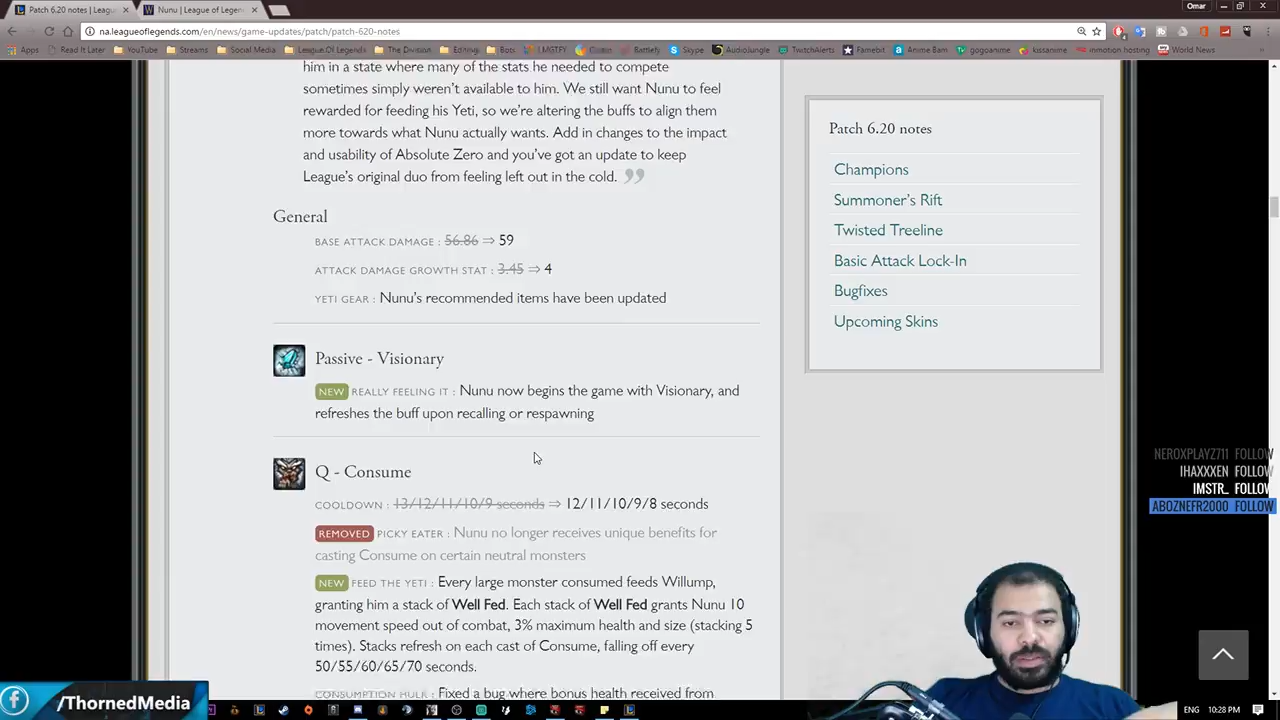 Patch 6.20 notes | Leagu
Nunu | League of Legen
Omar
na.leagueoflegends.com/en/news/game-updates/patch/patch-620-notes
Apps Read It Later YouTube Streams Social Media League Of Legends The Division Editing Bots LMGTFY Battlefy Skype AudioJungle TwitchAlerts Famebit Anime Bam gogoanime kissanime inmotion hosting World News
him in a state where many of the stats he needed to compete
sometimes simply weren't available to him. We still want Nunu to feel
rewarded for feeding his Yeti, so we're altering the buffs to align them
more towards what Nunu actually wants. Add in changes to the impact
and usability of Absolute Zero and you've got an update to keep
League's original duo from feeling left out in the cold. ”
General
BASE ATTACK DAMAGE : 56.86 ⇒ 59
ATTACK DAMAGE GROWTH STAT : 3.45 ⇒ 4
YETI GEAR : Nunu's recommended items have been updated
Passive - Visionary
NEW REALLY FEELING IT : Nunu now begins the game with Visionary, and
refreshes the buff upon recalling or respawning
Q - Consume
COOLDOWN : 13/12/11/10/9 seconds ⇒ 12/11/10/9/8 seconds
REMOVED PICKY EATER : Nunu no longer receives unique benefits for
casting Consume on certain neutral monsters
NEW FEED THE YETI : Every large monster consumed feeds Willump,
granting him a stack of Well Fed. Each stack of Well Fed grants Nunu 10
movement speed out of combat, 3% maximum health and size (stacking 5
times). Stacks refresh on each cast of Consume, falling off every
50/55/60/65/70 seconds.
CONSUMPTION HULK : Fixed a bug where bonus health received from
Patch 6.20 notes
Champions
Summoner's Rift
Twisted Treeline
Basic Attack Lock-In
Bugfixes
Upcoming Skins
NEROXPLAYZ711 FOLLOW
IHAXXXEN FOLLOW
IMSTR_ FOLLOW
ABOZNEFR2000 FOLLOW
/ThornedMedia
ENG 10:28 PM